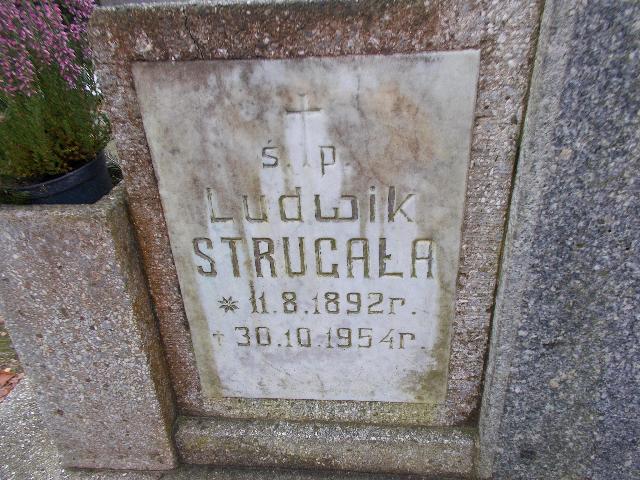 ś. p.
Ludwik
STRUGAŁA
* 11.8.1892r.
† 30.10.1954r.